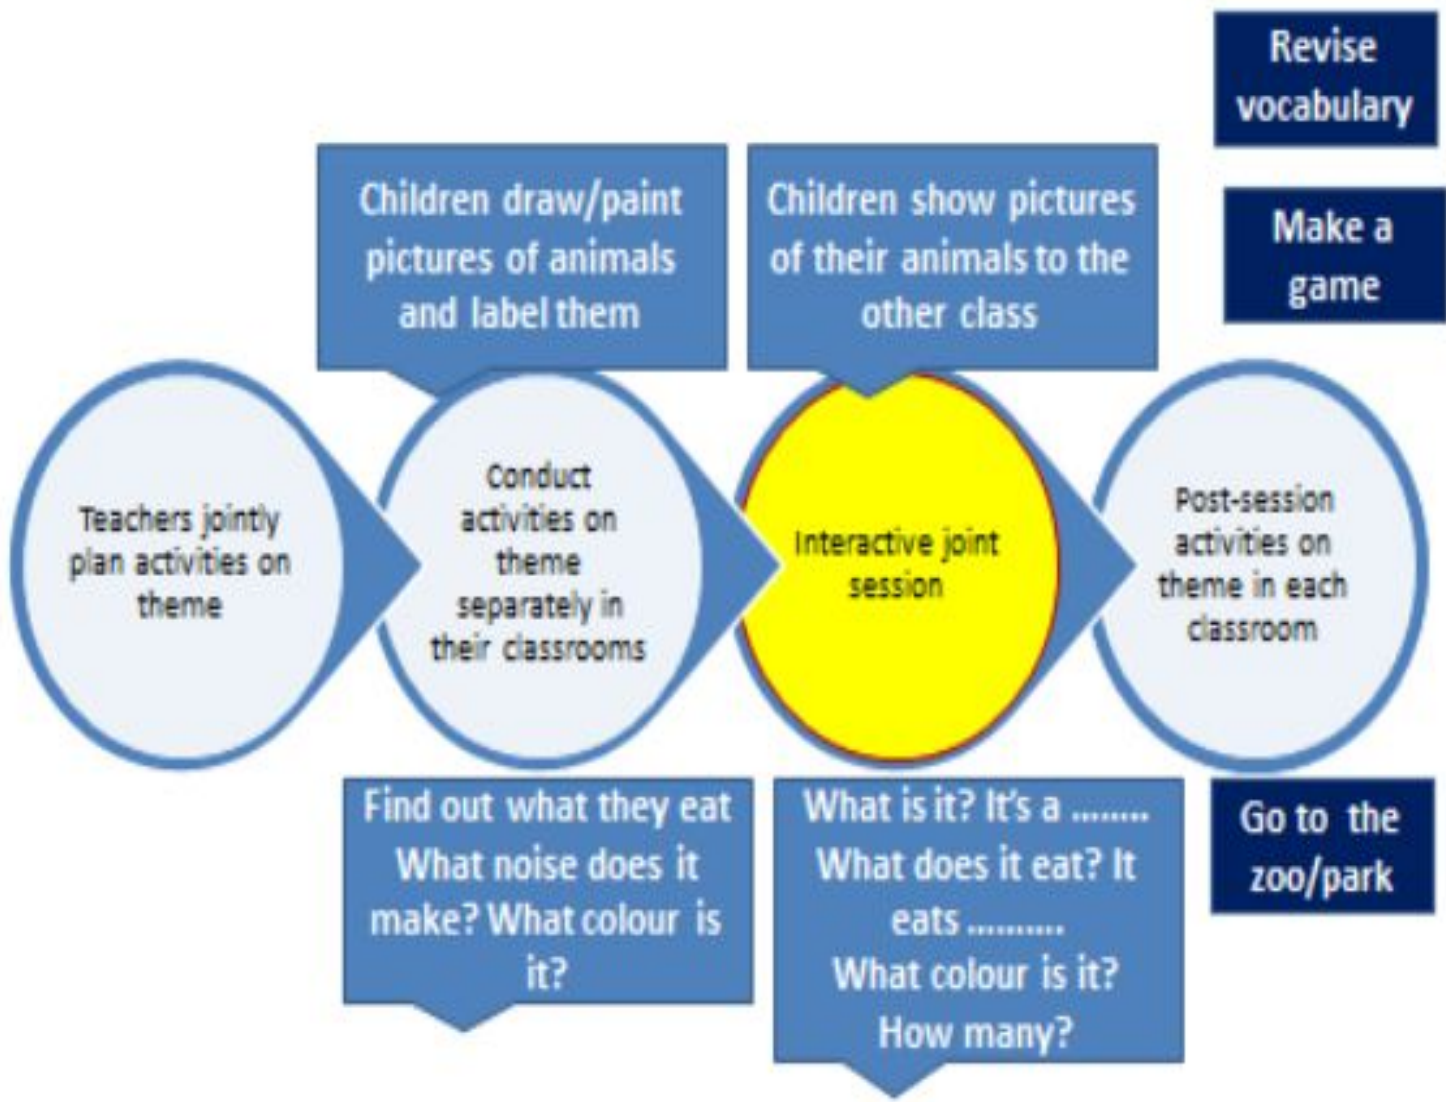 Revise
vocabulary
Children draw/paint
pictures of animals
and label them
Children show pictures
of their animals to the
other class
Make a
game
Teachers jointly
plan activities on
theme
Conduct
activities on
theme
separately in
their classrooms
Interactive joint
session
Post-session
activities on
theme in each
classroom
Find out what they eat
What noise does it
make? What colour is
it?
What is it? It's a ........
What does it eat? It
eats ..........
What colour is it?
How many?
Go to the
zoo/park